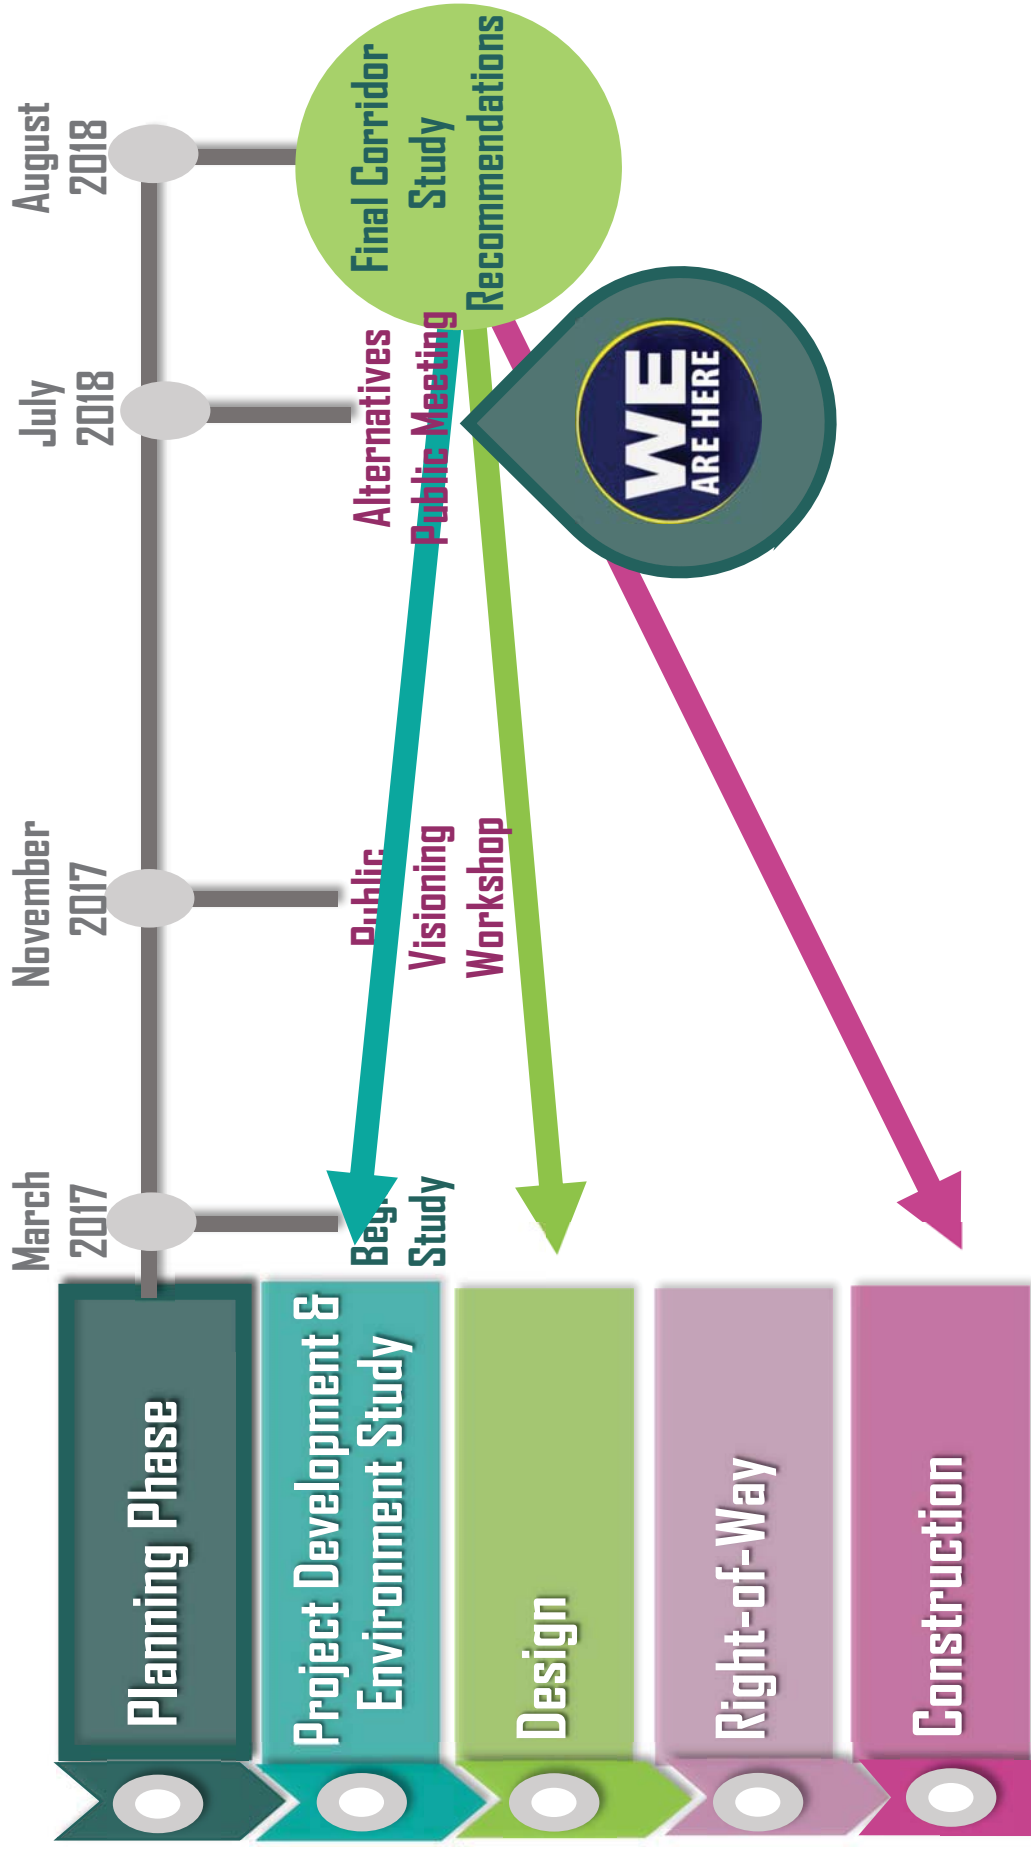 March
2017
November
2017
July
2018
August
2018
Planning Phase
Study
Public
Visioning
Workshop
Alternatives
Public Meeting
Final Corridor
Study
Recommendations
WE
ARE HERE
Project Development &
Environment Study
Design
Right-of-Way
Construction